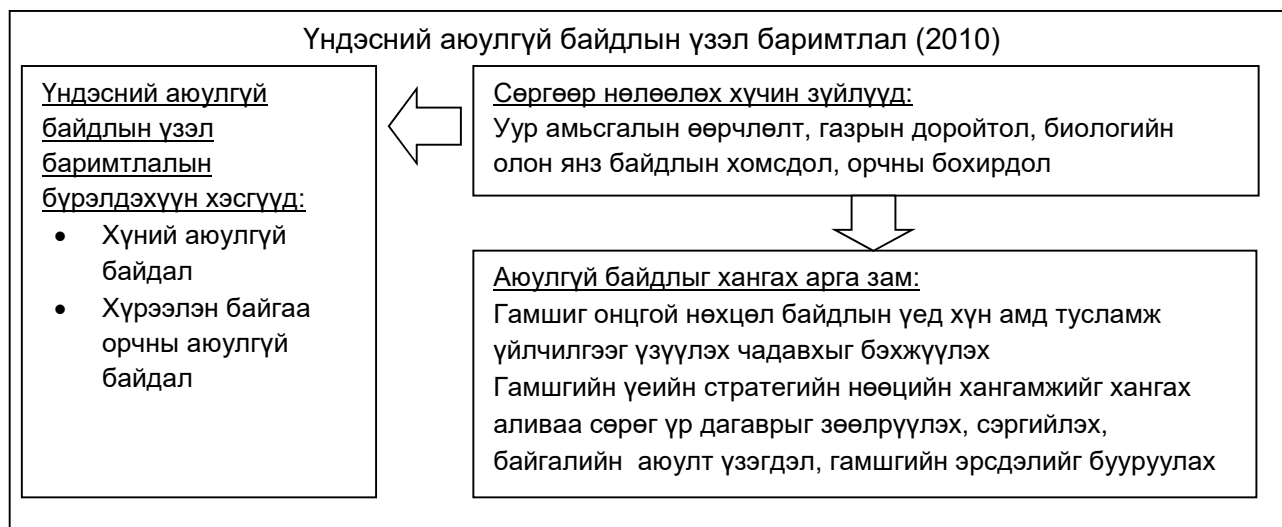 Үндэсний аюулгүй байдлын үзэл баримтлал (2010)
Үндэсний аюулгүй
байдлын үзэл
баримтлалын
бүрэлдэхүүн хэсгүүд:
• Хүний аюулгүй
байдал
• Хүрээлэн байгаа
орчны аюулгүй
байдал
Сөргөөр нөлөөлөх хүчин зүйлүүд:
Уур амьсгалын өөрчлөлт, газрын доройтол, биологийн
олон янз байдлын хомсдол, орчны бохирдол
Аюулгүй байдлыг хангах арга зам:
Гамшиг онцгой нөхцөл байдлын үед хүн амд тусламж
үйлчилгээг үзүүлэх чадавхыг бэхжүүлэх
Гамшгийн үеийн стратегийн нөөцийн хангамжийг хангах
аливаа сөрөг үр дагаврыг зөөлрүүлэх, сэргийлэх,
байгалийн аюулт үзэгдэл, гамшгийн эрсдэлийг бууруулах